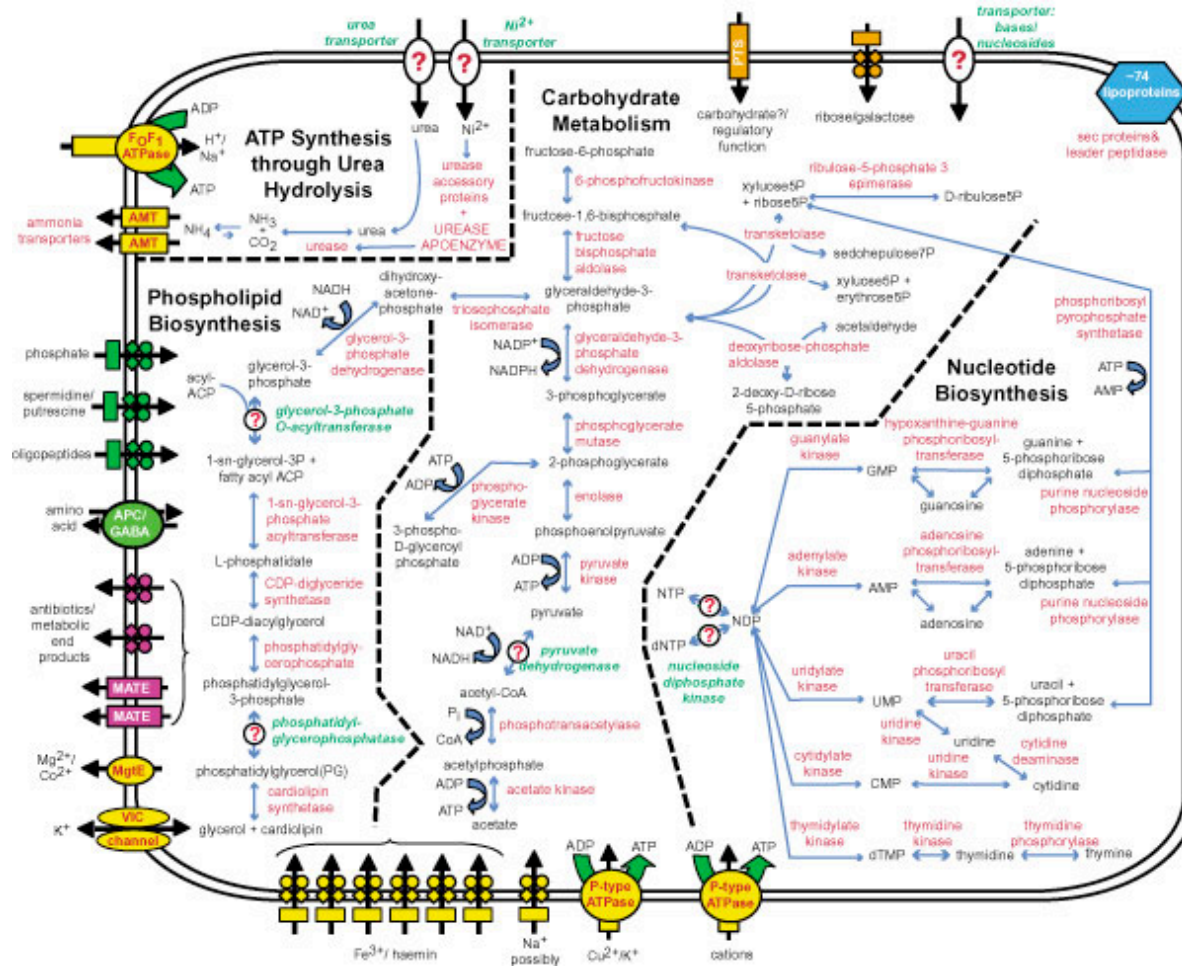 urea
transporter
Ni2+
transporter
transporter:
bases/
nucleosides
?
?
PTS
?
~74
lipoproteins
sec proteins&
leader peptidase
ADP
FOF1
ATPase
H+/
Na+
ATP
ATP Synthesis
through Urea
Hydrolysis
urea
Ni2+
urease
accessory
proteins
+
UREASE
APOENZYME
ammonia
transporters
AMT
AMT
NH4
NH3
+
CO2
urea
urease
Carbohydrate
Metabolism
carbohydrate?/
regulatory
function
ribose/galactose
fructose-6-phosphate
6-phosphofructokinase
fructose-1,6-bisphosphate
fructose
bisphosphate
aldolase
xyluose5P
+ ribose5P
ribulose-5-phosphate 3
epimerase
D-ribulose5P
transketolase
sedohepulose7P
transketolase
xyluose5P +
erythrose5P
acetaldehyde
deoxyribose-phosphate
aldolase
2-deoxy-D-ribose
5-phosphate
dihydroxy-
acetone-
phosphate
triosephosphate
isomerase
glyceraldehyde-3-
phosphate
NADP+
NADPH
glyceraldehyde-3-
phosphate
dehydrogenase
3-phosphoglycerate
phosphoglycerate
mutase
2-phosphoglycerate
ATP
ADP
phospho-
glycerate
kinase
3-phospho-
D-glyceroyl
phosphate
enolase
phosphoenolpyruvate
ADP
ATP
pyruvate
kinase
pyruvate
NAD+
NADH
?
pyruvate
dehydrogenase
acetyl-CoA
Pi
CoA
phosphotransacetylase
acetylphosphate
ADP
ATP
acetate kinase
acetate
Phospholipid
Biosynthesis
NADH
NAD+
glycerol-3-
phosphate
dehydrogenase
glycerol-3-
phosphate
acyl-
ACP
?
glycerol-3-phosphate
O-acyltransferase
1-sn-glycerol-3P +
fatty acyl ACP
1-sn-glycerol-3-
phosphate
acyltransferase
L-phosphatidate
CDP-diglyceride
synthetase
CDP-diacylglycerol
phosphatidylgly-
cerophosphate
phosphatidylglycerol-
3-phosphate
?
phosphatidyl-
glycerophosphatase
phosphatidylglycerol(PG)
cardiolipin
synthetase
glycerol + cardiolipin
phosphate
spermidine/
putrescine
oligopeptides
amino
acid
APC/
GABA
antibiotics/
metabolic
end
products
MATE
MATE
Mg2+/
Co2+
MgtE
K+
VIC
channel
Nucleotide
Biosynthesis
phosphoribosyl
pyrophosphate
synthetase
ATP
AMP
guanylate
kinase
GMP
hypoxanthine-guanine
phosphoribosyl-
transferase
guanine +
5-phosphoribose
diphosphate
guanosine
purine nucleoside
phosphorylase
adenylate
kinase
AMP
adenosine
phosphoribosyl-
transferase
adenine +
5-phosphoribose
diphosphate
adenosine
purine nucleoside
phosphorylase
NTP
?
dNTP
?
NDP
nucleoside
diphosphate
kinase
uridylate
kinase
UMP
uracil
phosphoribosyl
transferase
uracil +
5-phosphoribose
diphosphate
uridine
kinase
uridine
cytidine
deaminase
cytidylate
kinase
CMP
uridine
kinase
cytidine
thymidylate
kinase
dTMP
thymidine
kinase
thymidine
thymidine
phosphorylase
thymine
Fe3+/ haemin
Na+
possibly
ADP
ATP
P-type
ATPase
Cu2+/K+
ADP
ATP
P-type
ATPase
cations